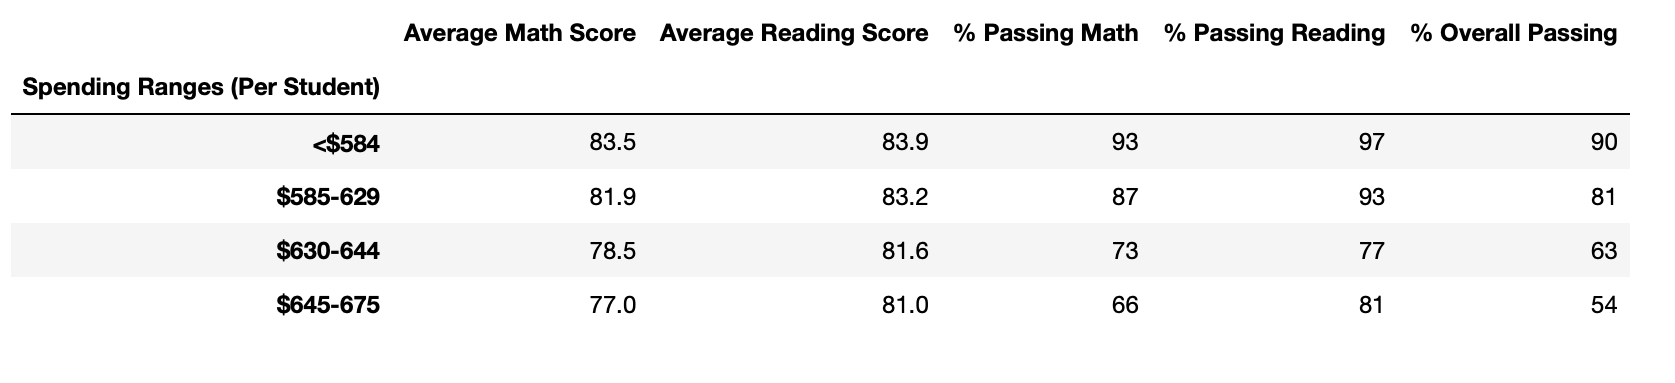 Average Math Score Average Reading Score % Passing Math % Passing Reading % Overall Passing
Spending Ranges (Per Student)
<$584 83.5 83.9 93 97 90
$585-629 81.9 83.2 87 93 81
$630-644 78.5 81.6 73 77 63
$645-675 77.0 81.0 66 81 54